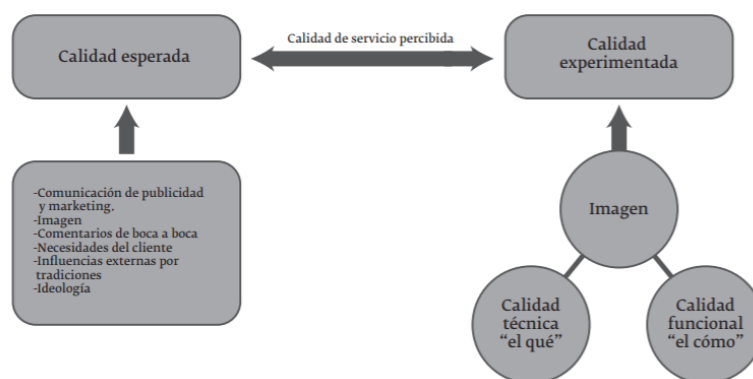 Calidad esperada
Calidad de servicio percibida
Calidad
experimentada
-Comunicación de publicidad
y marketing.
-Imagen
-Comentarios de boca a boca
-Necesidades del cliente
-Influencias externas por
tradiciones
-Ideología
Imagen
Calidad
técnica
“el qué”
Calidad
funcional
“el cómo”